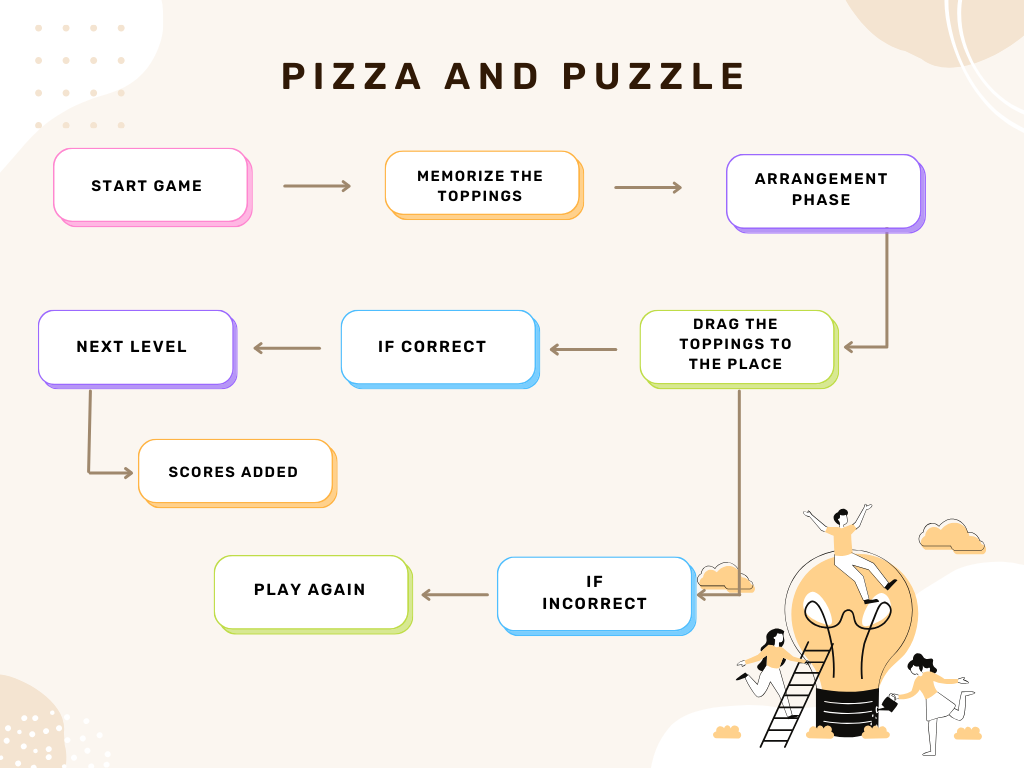 PIZZA AND PUZZLE
START GAME
MEMORIZE THE
TOPPINGS
ARRANGEMENT
PHASE
NEXT LEVEL
IF CORRECT
DRAG THE
TOPPINGS TO
THE PLACE
SCORES ADDED
PLAY AGAIN
IF
INCORRECT